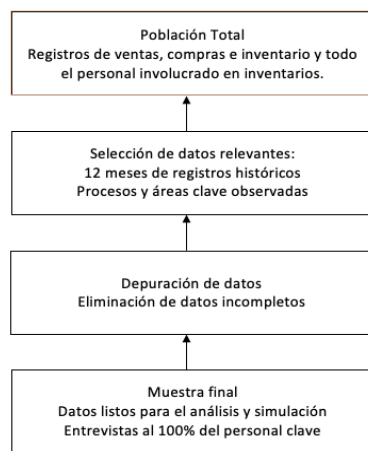 Población Total
Registros de ventas, compras e inventario y todo
el personal involucrado en inventarios.
Selección de datos relevantes:
12 meses de registros históricos
Procesos y áreas clave observadas
Depuración de datos
Eliminación de datos incompletos
Muestra final
Datos listos para el análisis y simulación
Entrevistas al 100% del personal clave